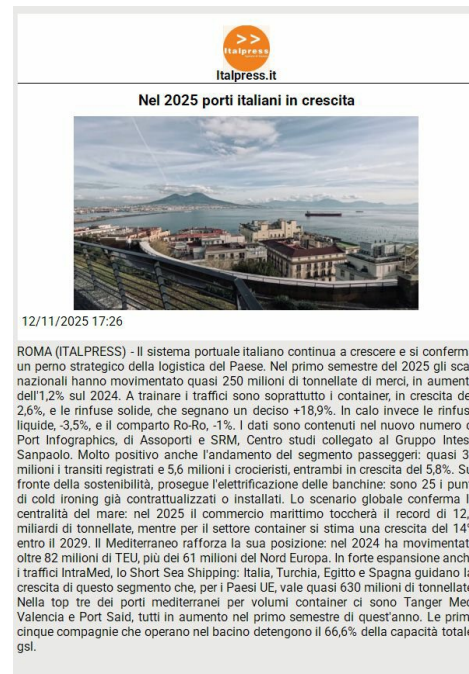 >>
Italpress
Italpress.it
Nel 2025 porti italiani in crescita
12/11/2025 17:26
ROMA (ITALPRESS) - Il sistema portuale italiano continua a crescere e si conferm
un perno strategico della logistica del Paese. Nel primo semestre del 2025 gli sca
nazionali hanno movimentato quasi 250 milioni di tonnellate di merci, in aument
dell'1,2% sul 2024. A trainare i traffici sono soprattutto i container, in crescita de
2,6%, e le rinfuse solide, che segnano un deciso +18,9%. In calo invece le rinfus
liquide, -3,5%, e il comparto Ro-Ro, -1%. I dati sono contenuti nel nuovo numero d
Port Infographics, di Assoporti e SRM, Centro studi collegato al Gruppo Intes
Sanpaolo. Molto positivo anche l'andamento del segmento passeggeri: quasi 3
milioni i transiti registrati e 5,6 milioni i crocieristi, entrambi in crescita del 5,8%. Su
fronte della sostenibilità, prosegue l'elettrificazione delle banchine: sono 25 i pun
di cold ironing già contrattualizzati o installati. Lo scenario globale conferma l
centralità del mare: nel 2025 il commercio marittimo toccherà il record di 12,
miliardi di tonnellate, mentre per il settore container si stima una crescita del 14%
entro il 2029. Il Mediterraneo rafforza la sua posizione: nel 2024 ha movimentat
oltre 82 milioni di TEU, più dei 61 milioni del Nord Europa. In forte espansione anch
i traffici IntraMed, lo Short Sea Shipping: Italia, Turchia, Egitto e Spagna guidano la
crescita di questo segmento che, per i Paesi UE, vale quasi 630 milioni di tonnellate
Nella top tre dei porti mediterranei per volumi container ci sono Tanger Med
Valencia e Port Said, tutti in aumento nel primo semestre di quest'anno. Le prim
cinque compagnie che operano nel bacino detengono il 66,6% della capacità totale
gsl.